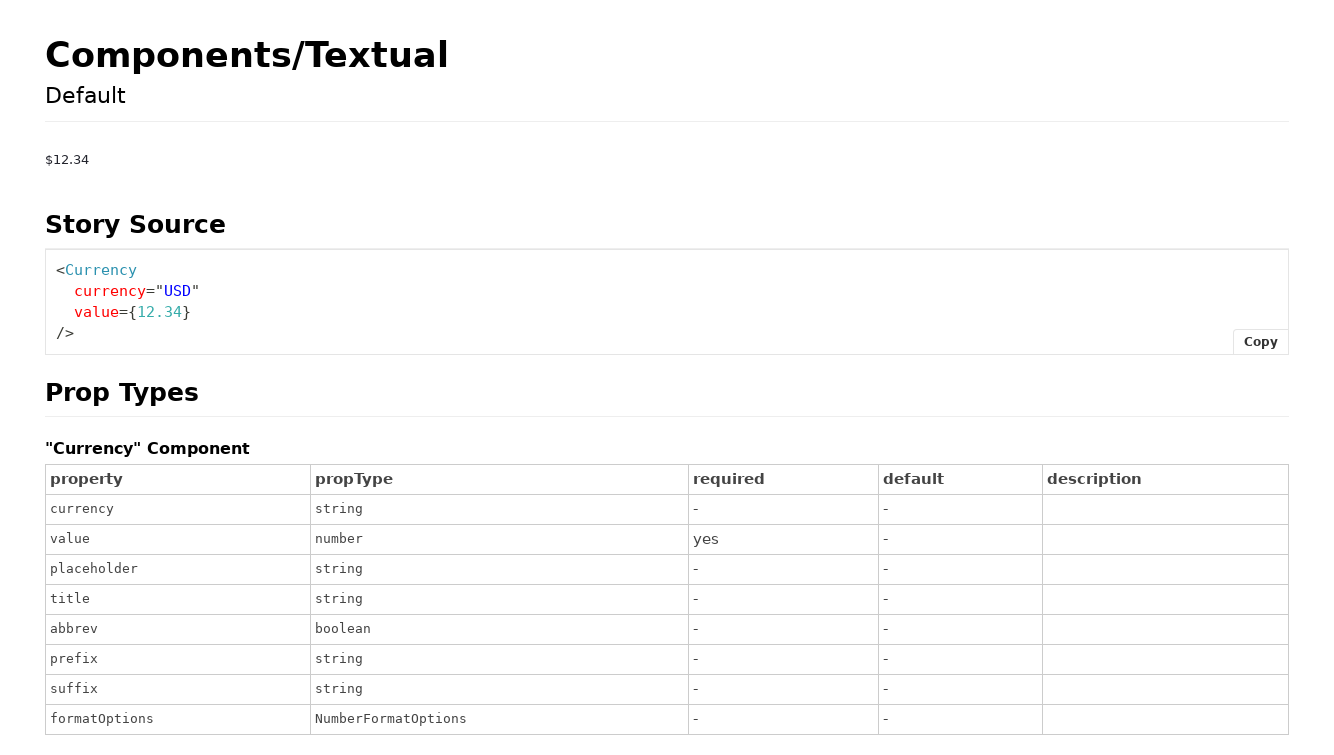 Components/Textual
Default
$12.34
Story Source
<Currency
  currency="USD"
  value={12.34}
/>
Copy
Prop Types
"Currency" Component
property propType required default description
currency string - -
value number yes -
placeholder string - -
title string - -
abbrev boolean - -
prefix string - -
suffix string - -
formatOptions NumberFormatOptions - -